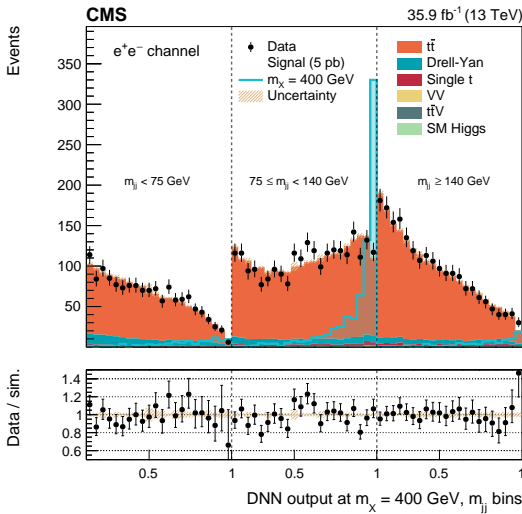 CMS 35.9 fb⁻¹ (13 TeV)
Events
e⁺e⁻ channel
Data
Signal (5 pb)
m_X = 400 GeV
Uncertainty
tt̄
Drell-Yan
Single t
VV
tt̄V
SM Higgs
350
300
250
200
150
100
50
m_jj < 75 GeV
75 ≤ m_jj < 140 GeV
m_jj ≥ 140 GeV
Data / sim.
1.4
1.2
1
0.8
0.6
0.5 1 0.5 1 0.5 1
DNN output at m_X = 400 GeV, m_jj bins